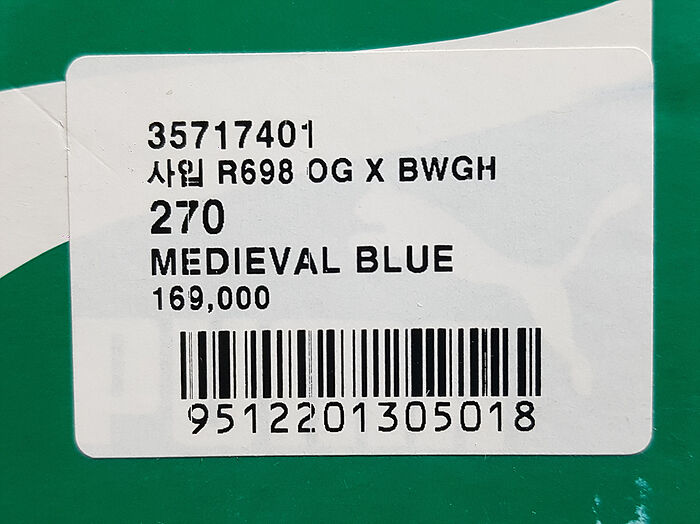 35717401
사입 R698 OG X BWGH
270
MEDIEVAL BLUE
169,000
9512201305018